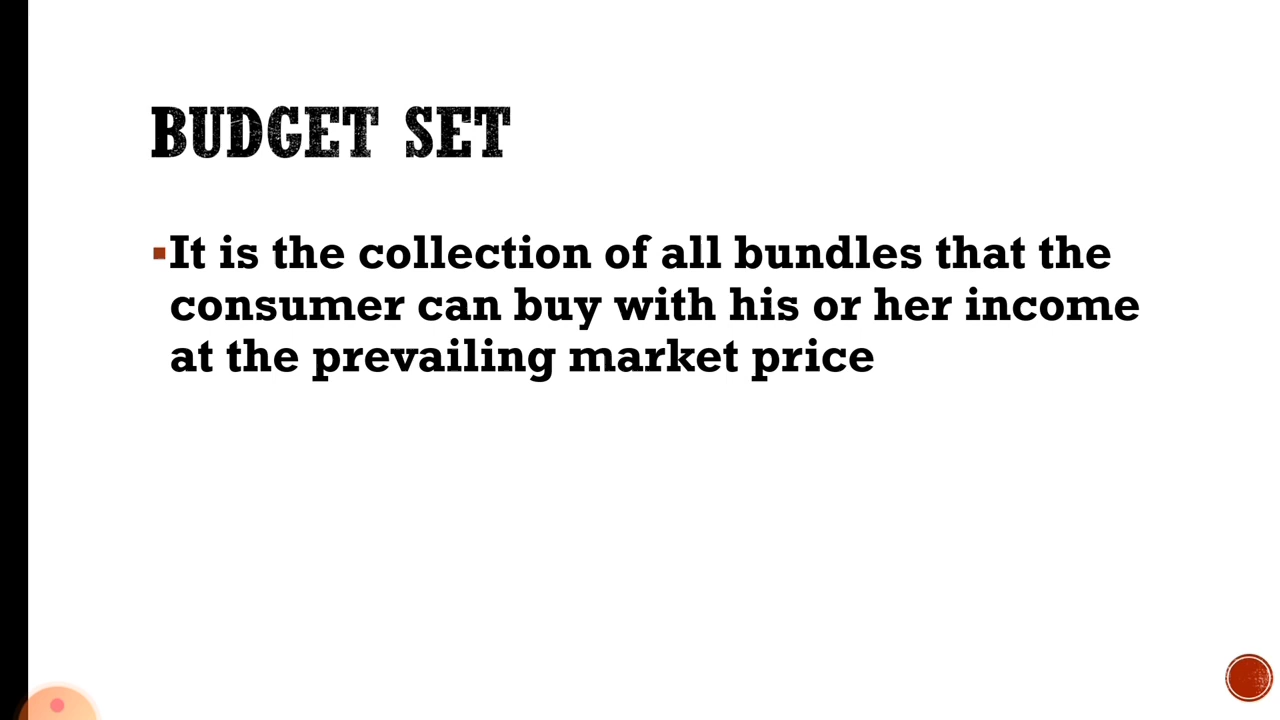 BUDGET SET
▪It is the collection of all bundles that the
consumer can buy with his or her income
at the prevailing market price